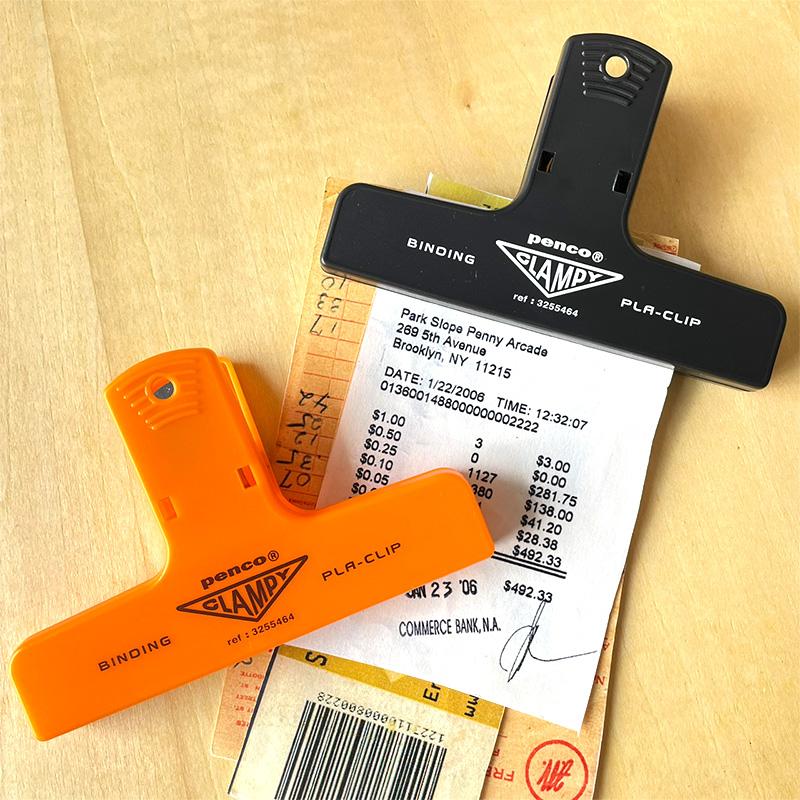 BINDING
penco®
CLAMPY
ref : 3255464
PLA-CLIP
Park Slope Penny Arcade
269 5th Avenue
Brooklyn, NY 11215
DATE: 1/22/2006 TIME: 12:32:07
0136001488000000002222
$1.00 3 $3.00
$0.50 0 $0.00
$0.25 1127 $281.75
$0.10 $138.00
$0.05 $41.20
$28.38
$492.33
JAN 23 '06 $492.33
COMMERCE BANK, N.A.
BINDING
penco®
CLAMPY
ref : 3255464
PLA-CLIP